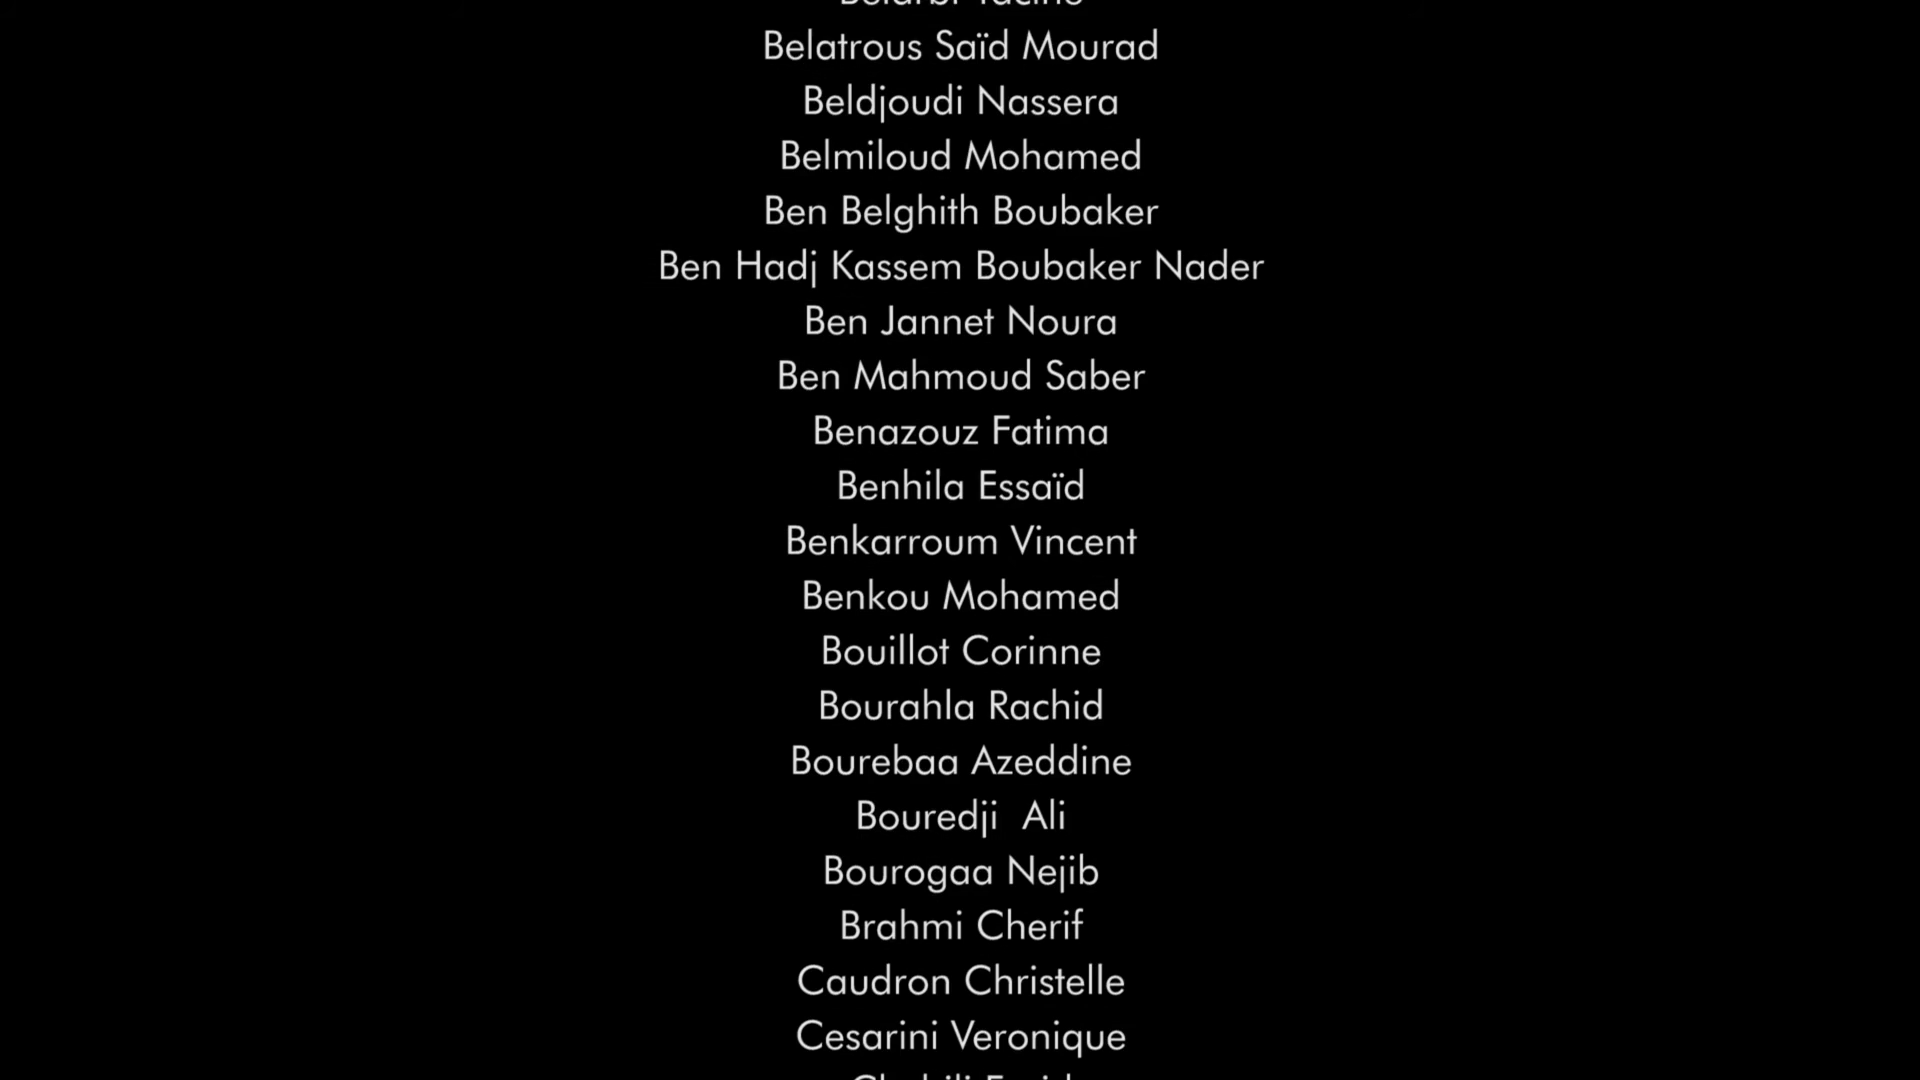 Belatrous Saïd Mourad
Beldjoudi Nassera
Belmiloud Mohamed
Ben Belghith Boubaker
Ben Hadj Kassem Boubaker Nader
Ben Jannet Noura
Ben Mahmoud Saber
Benazouz Fatima
Benhila Essaïd
Benkarroum Vincent
Benkou Mohamed
Bouillot Corinne
Bourahla Rachid
Bourebaa Azeddine
Bouredji  Ali
Bourogaa Nejib
Brahmi Cherif
Caudron Christelle
Cesarini Veronique